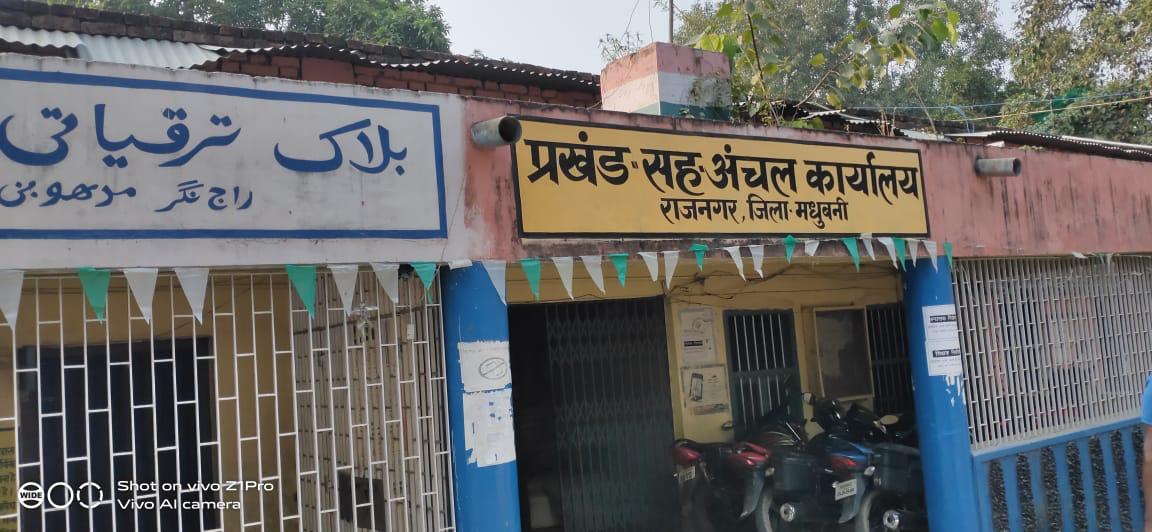 بلاک ترقیاتی
راج نگر مدھوبنی
प्रखंड-सह-अंचल कार्यालय
राजनगर, जिला-मधुबनी
WIDE
Shot on vivo Z1Pro
Vivo AI camera